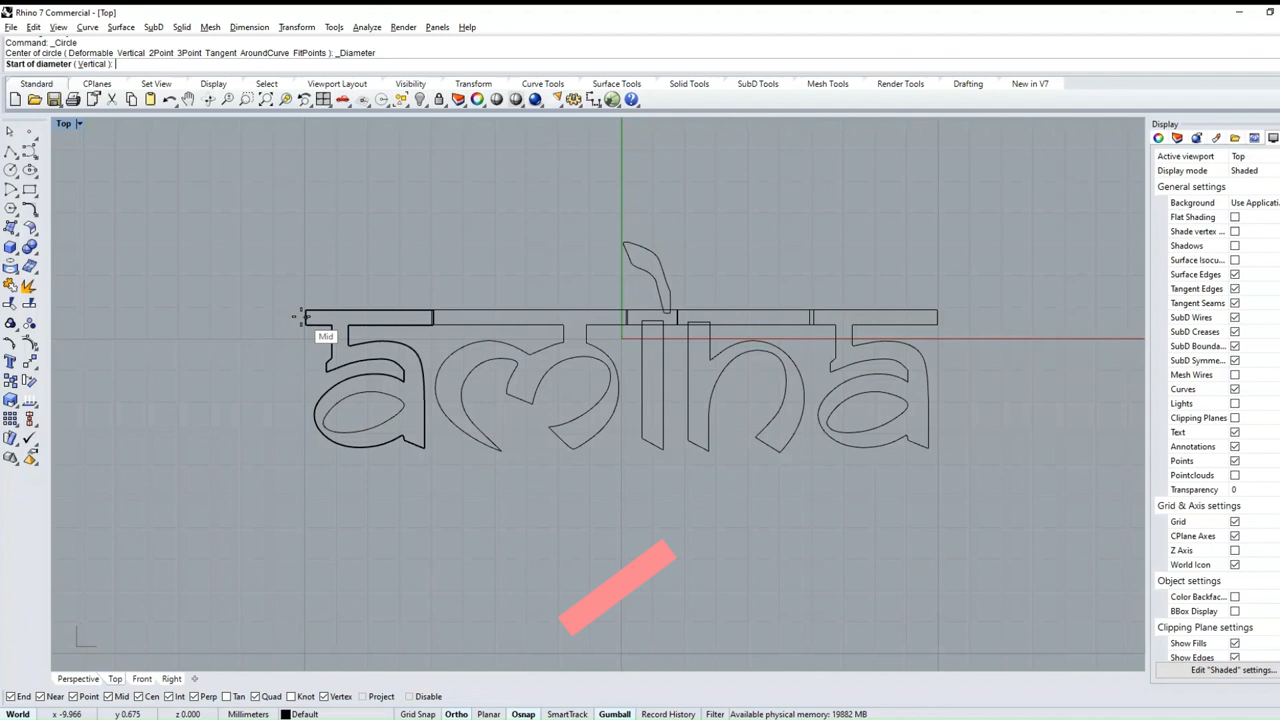 Rhino 7 Commercial - [Top]
File Edit View Curve Surface SubD Solid Mesh Dimension Transform Tools Analyze Render Panels Help
Command: _Circle
Center of circle ( Deformable Vertical 2Point 3Point Tangent AroundCurve FitPoints ): _Diameter
Start of diameter ( Vertical ):
Standard CPlanes Set View Display Select Viewport Layout Visibility Transform Curve Tools Surface Tools Solid Tools SubD Tools Mesh Tools Render Tools Drafting New in V7
Top
Mid
amina
Display
Active viewport Top
Display mode Shaded
General settings
Background Use Applicati...
Flat Shading
Shade vertex ...
Shadows
Surface Isocu...
Surface Edges
Tangent Edges
Tangent Seams
SubD Wires
SubD Creases
SubD Bounda...
SubD Symme...
Mesh Wires
Curves
Lights
Clipping Planes
Text
Annotations
Points
Pointclouds
Transparency 0
Grid & Axis settings
Grid
CPlane Axes
Z Axis
World Icon
Object settings
Color Backfac...
BBox Display
Clipping Plane settings
Show Fills
Show Edges
Edit "Shaded" settings...
Perspective Top Front Right
End Near Point Mid Cen Int Perp Tan Quad Knot Vertex Project Disable
World x -9.966 y 0.675 z 0.000 Millimeters Default Grid Snap Ortho Planar Osnap SmartTrack Gumball Record History Filter Available physical memory: 19882 MB